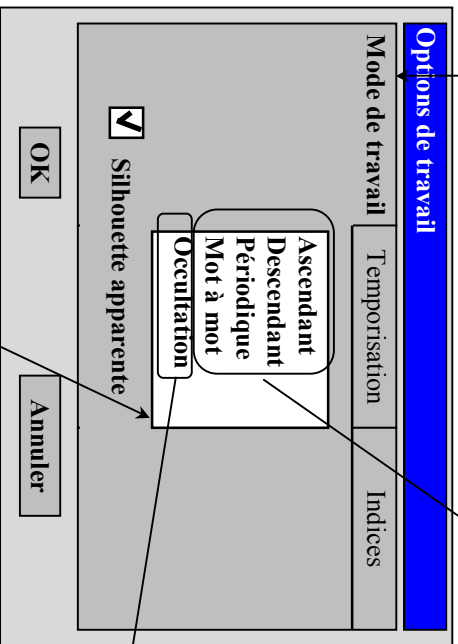 Options de travail
Mode de travail Temporisation Indices
Ascendant
Descendant
Périodique
Mot à mot
Occultation
Silhouette apparente
OK Annuler